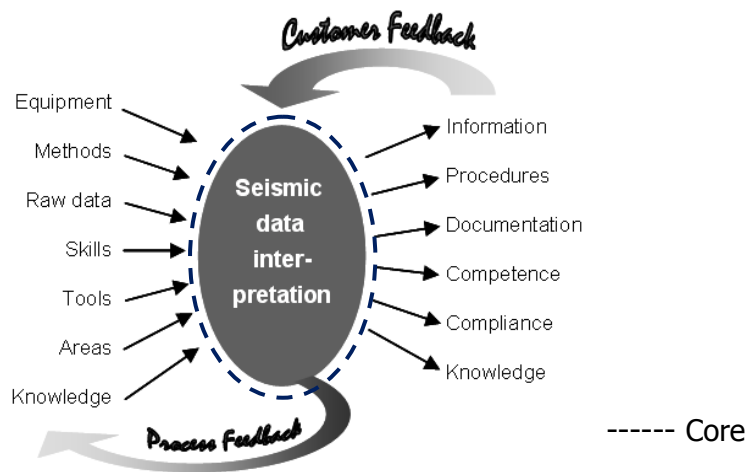 Customer Feedback
Equipment
Methods
Raw data
Skills
Tools
Areas
Knowledge
Seismic
data
inter-
pretation
Information
Procedures
Documentation
Competence
Compliance
Knowledge
Process Feedback
------ Core